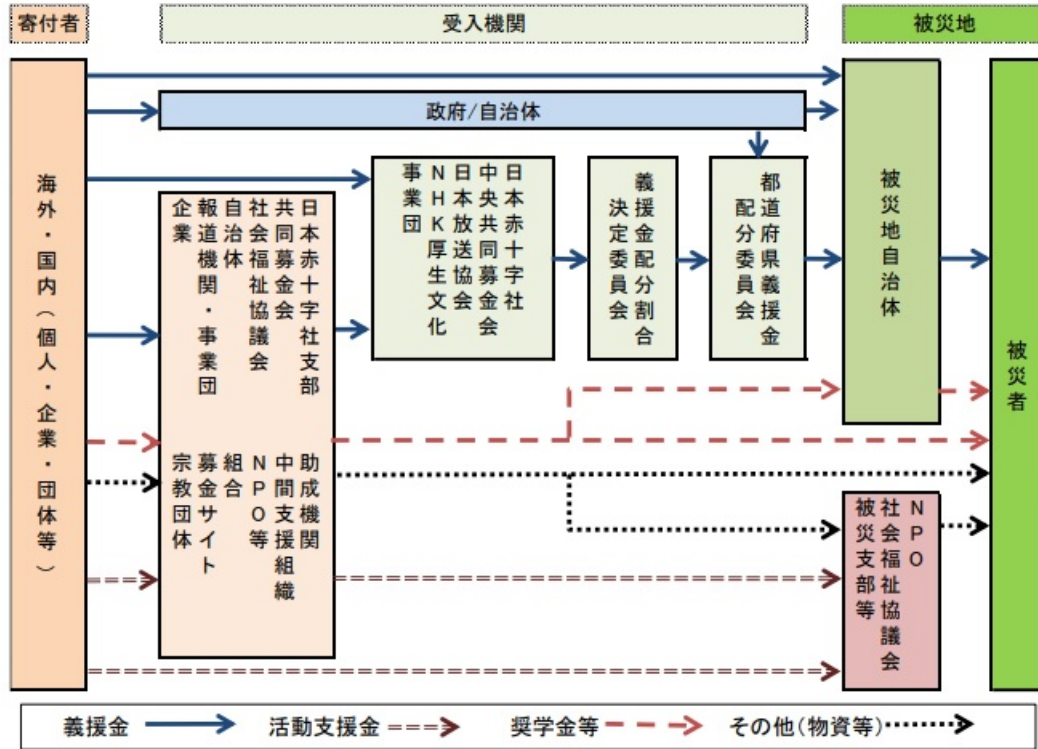 寄付者
受入機関
被災地
海外・国内（個人・企業・団体等）
政府/自治体
日本赤十字社支部
共同募金会
社会福祉協議会
自治体
報道機関・事業団
企業
助成機関
中間支援組織
NPO等
組合
募金サイト
宗教団体
日本赤十字社
中央共同募金会
日本放送協会
NHK厚生文化
事業団
義援金配分割合
決定委員会
都道府県義援金
配分委員会
被災地自治体
NPO
社会福祉協議会
被災支部等
被災者
義援金
活動支援金
奨学金等
その他（物資等）